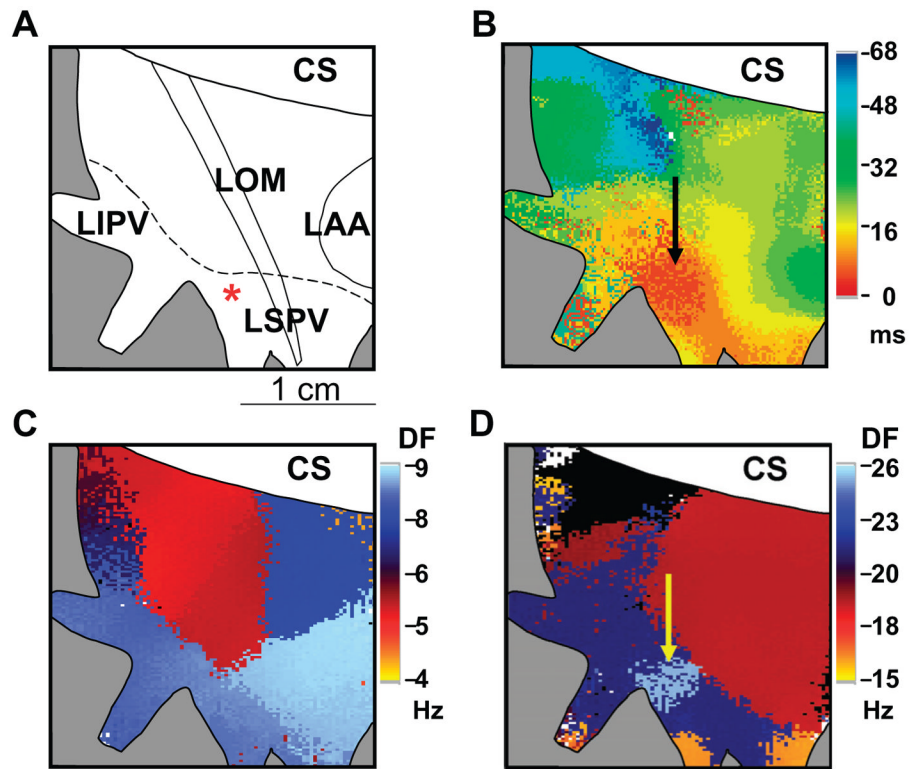 A
CS
LOM
LIPV
LAA
*
LSPV
1 cm
B
CS
–68
–48
–32
–16
– 0
ms
C
CS
DF
–9
–8
–6
–5
–4
Hz
D
CS
DF
–26
–23
–20
–18
–15
Hz